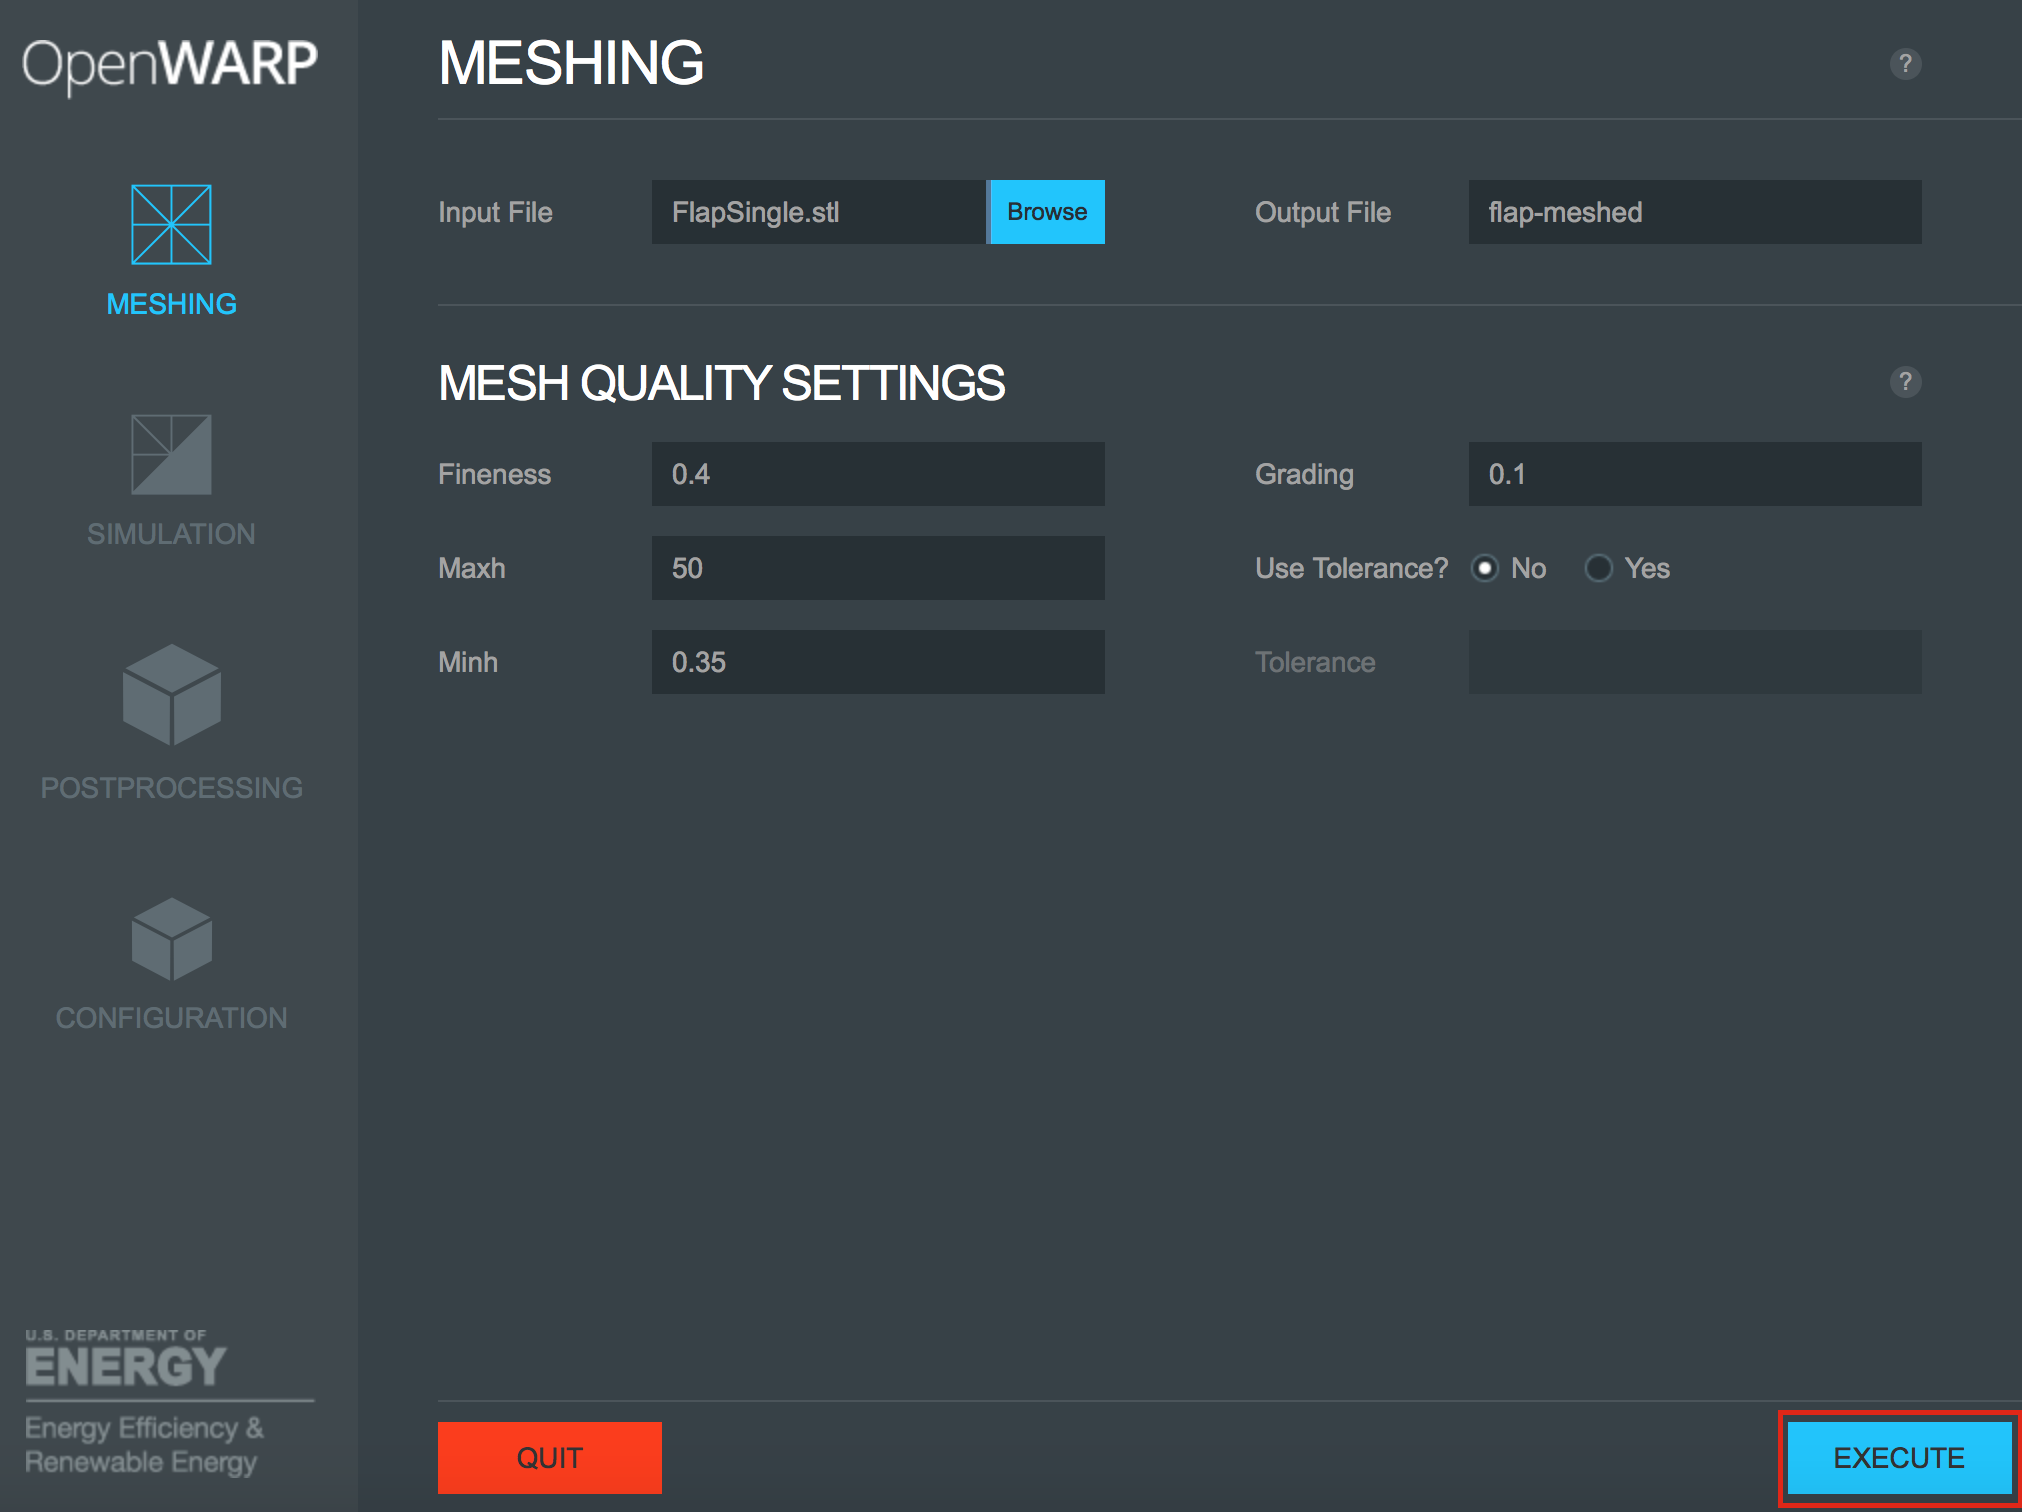 OpenWARP
MESHING
SIMULATION
POSTPROCESSING
CONFIGURATION
U.S. DEPARTMENT OF
ENERGY
Energy Efficiency &
Renewable Energy
MESHING
?
Input File
FlapSingle.stl
Browse
Output File
flap-meshed
MESH QUALITY SETTINGS
?
Fineness
0.4
Grading
0.1
Maxh
50
Use Tolerance?
No
Yes
Minh
0.35
Tolerance
QUIT
EXECUTE